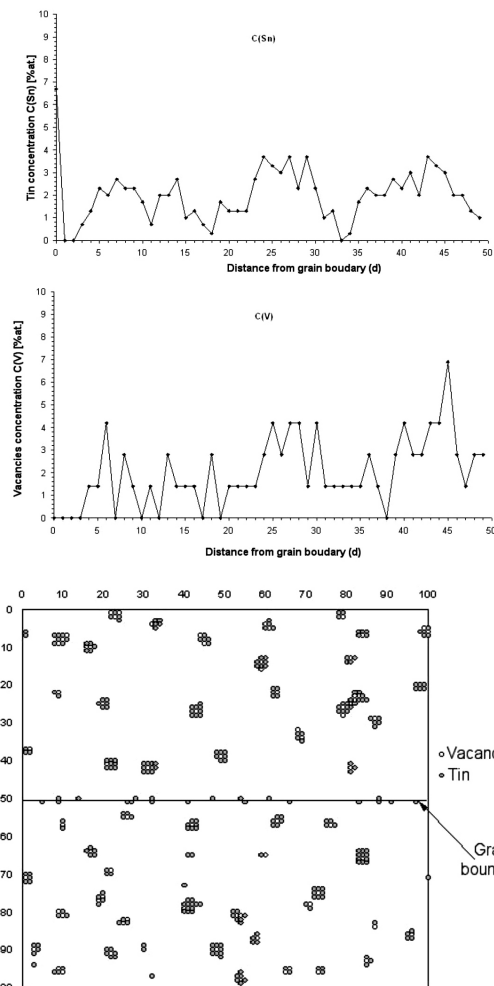 10
9
8
7
6
5
4
3
2
1
0
Tin concentration C(Sn) [%at.]
C(Sn)
0 5 10 15 20 25 30 35 40 45 50
Distance from grain boudary (d)
10
9
8
7
6
5
4
3
2
1
0
Vacancies concentration C(V) [%at.]
C(V)
0 5 10 15 20 25 30 35 40 45 50
Distance from grain boudary (d)
0 10 20 30 40 50 60 70 80 90 100
0
10
20
30
40
50
60
70
80
90
Vacanc
Tin
Gra
boun